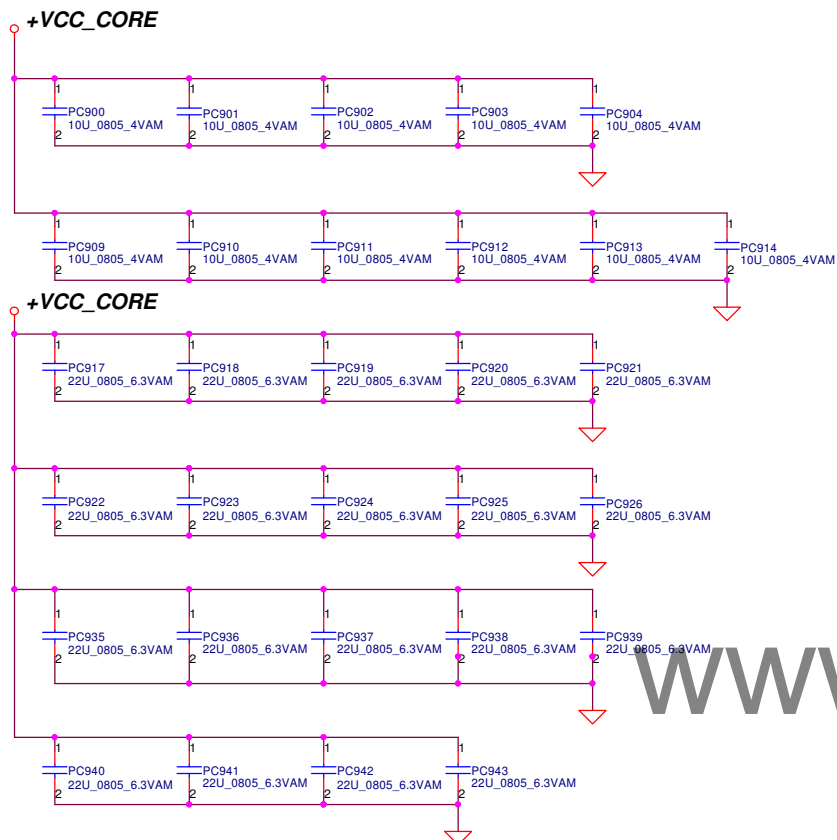 +VCC_CORE
1 1 1 1 1
PC900 PC901 PC902 PC903 PC904
10U_0805_4VAM 10U_0805_4VAM 10U_0805_4VAM 10U_0805_4VAM 10U_0805_4VAM
2 2 2 2 2
1 1 1 1 1 1
PC909 PC910 PC911 PC912 PC913 PC914
10U_0805_4VAM 10U_0805_4VAM 10U_0805_4VAM 10U_0805_4VAM 10U_0805_4VAM 10U_0805_4VAM
2 2 2 2 2 2
+VCC_CORE
1 1 1 1 1
PC917 PC918 PC919 PC920 PC921
22U_0805_6.3VAM 22U_0805_6.3VAM 22U_0805_6.3VAM 22U_0805_6.3VAM 22U_0805_6.3VAM
2 2 2 2 2
1 1 1 1 1
PC922 PC923 PC924 PC925 PC926
22U_0805_6.3VAM 22U_0805_6.3VAM 22U_0805_6.3VAM 22U_0805_6.3VAM 22U_0805_6.3VAM
2 2 2 2 2
1 1 1 1 1
PC935 PC936 PC937 PC938 PC939
22U_0805_6.3VAM 22U_0805_6.3VAM 22U_0805_6.3VAM 22U_0805_6.3VAM 22U_0805_6.3VAM
2 2 2 2 2
www
1 1 1 1
PC940 PC941 PC942 PC943
22U_0805_6.3VAM 22U_0805_6.3VAM 22U_0805_6.3VAM 22U_0805_6.3VAM
2 2 2 2